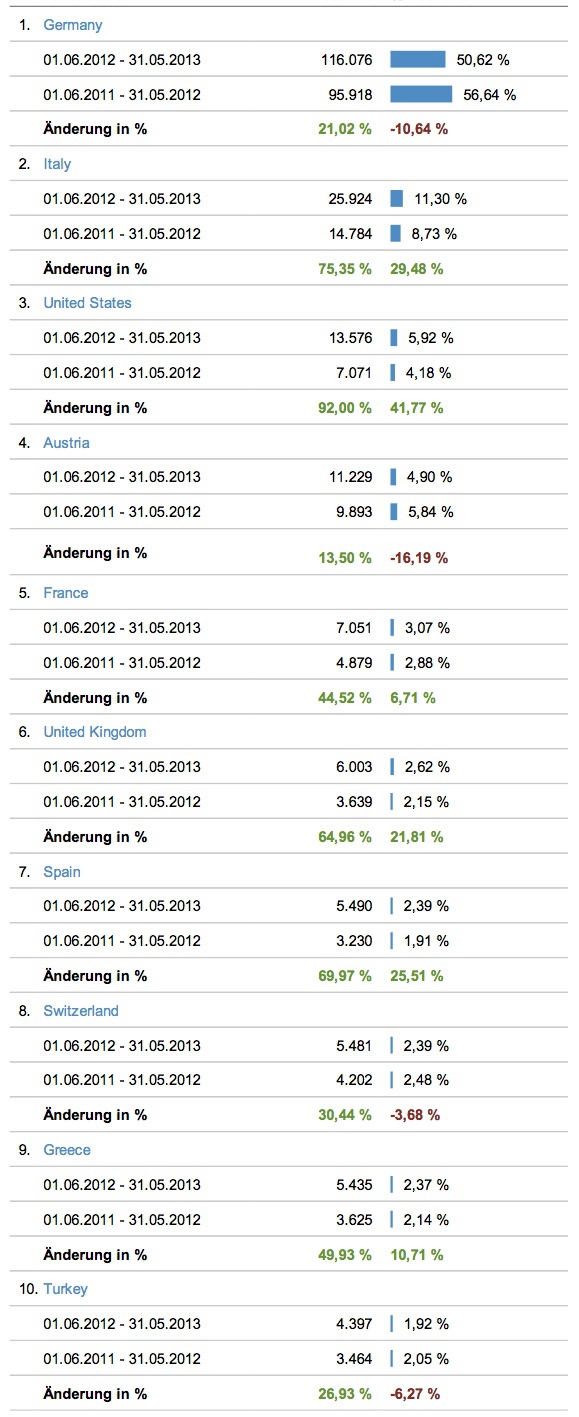 1. Germany
01.06.2012 - 31.05.2013 116.076 50,62 %
01.06.2011 - 31.05.2012 95.918 56,64 %
Änderung in % 21,02 % -10,64 %
2. Italy
01.06.2012 - 31.05.2013 25.924 11,30 %
01.06.2011 - 31.05.2012 14.784 8,73 %
Änderung in % 75,35 % 29,48 %
3. United States
01.06.2012 - 31.05.2013 13.576 5,92 %
01.06.2011 - 31.05.2012 7.071 4,18 %
Änderung in % 92,00 % 41,77 %
4. Austria
01.06.2012 - 31.05.2013 11.229 4,90 %
01.06.2011 - 31.05.2012 9.893 5,84 %
Änderung in % 13,50 % -16,19 %
5. France
01.06.2012 - 31.05.2013 7.051 3,07 %
01.06.2011 - 31.05.2012 4.879 2,88 %
Änderung in % 44,52 % 6,71 %
6. United Kingdom
01.06.2012 - 31.05.2013 6.003 2,62 %
01.06.2011 - 31.05.2012 3.639 2,15 %
Änderung in % 64,96 % 21,81 %
7. Spain
01.06.2012 - 31.05.2013 5.490 2,39 %
01.06.2011 - 31.05.2012 3.230 1,91 %
Änderung in % 69,97 % 25,51 %
8. Switzerland
01.06.2012 - 31.05.2013 5.481 2,39 %
01.06.2011 - 31.05.2012 4.202 2,48 %
Änderung in % 30,44 % -3,68 %
9. Greece
01.06.2012 - 31.05.2013 5.435 2,37 %
01.06.2011 - 31.05.2012 3.625 2,14 %
Änderung in % 49,93 % 10,71 %
10. Turkey
01.06.2012 - 31.05.2013 4.397 1,92 %
01.06.2011 - 31.05.2012 3.464 2,05 %
Änderung in % 26,93 % -6,27 %